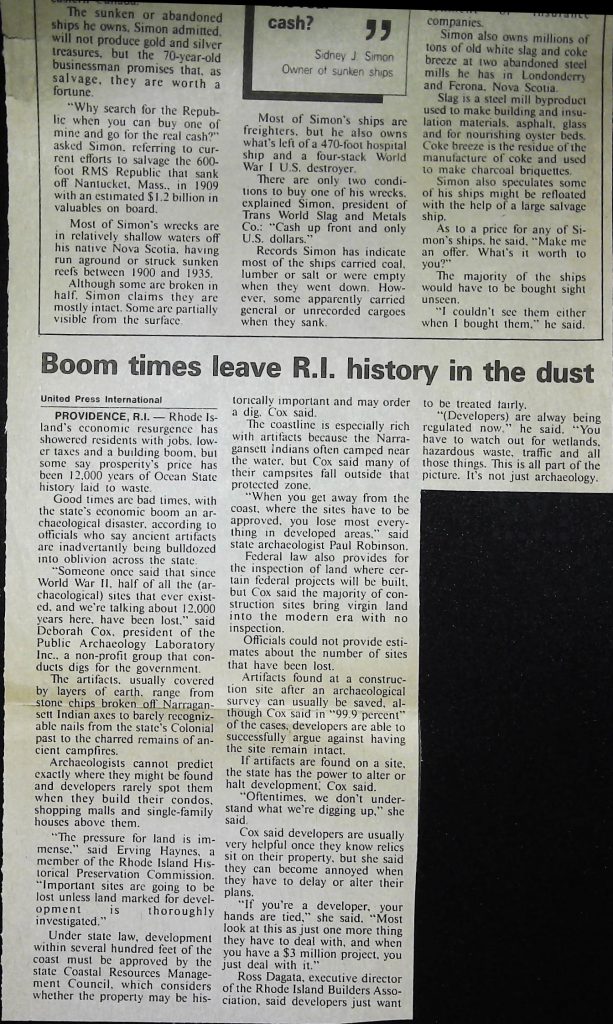 The sunken or abandoned
ships he owns, Simon admitted,
will not produce gold and silver
treasures, but the 70-year-old
businessman promises that, as
salvage, they are worth a
fortune.
"Why search for the Repub-
lic when you can buy one of
mine and go for the real cash?"
asked Simon, referring to cur-
rent efforts to salvage the 600-
foot RMS Republic that sank
off Nantucket, Mass., in 1909
with an estimated $1.2 billion in
valuables on board.
Most of Simon's wrecks are
in relatively shallow waters off
his native Nova Scotia, having
run aground or struck sunken
reefs between 1900 and 1935.
Although some are broken in
half, Simon claims they are
mostly intact. Some are partially
visible from the surface.
cash?
"
Sidney J. Simon
Owner of sunken ships
Most of Simon's ships are
freighters, but he also owns
what's left of a 470-foot hospital
ship and a four-stack World
War I U.S. destroyer.
There are only two condi-
tions to buy one of his wrecks,
explained Simon, president of
Trans World Slag and Metals
Co.: "Cash up front and only
U.S. dollars."
Records Simon has indicate
most of the ships carried coal,
lumber or salt or were empty
when they went down. How-
ever, some apparently carried
general or unrecorded cargoes
when they sank.
companies.
Simon also owns millions of
tons of old white slag and coke
breeze at two abandoned steel
mills he has in Londonderry
and Ferona, Nova Scotia.
Slag is a steel mill byproduct
used to make building and insu-
lation materials, asphalt, glass
and for nourishing oyster beds.
Coke breeze is the residue of the
manufacture of coke and used
to make charcoal briquettes.
Simon also speculates some
of his ships might be refloated
with the help of a large salvage
ship.
As to a price for any of Si-
mon's ships, he said, "Make me
an offer. What's it worth to
you?"
The majority of the ships
would have to be bought sight
unseen.
"I couldn't see them either
when I bought them," he said.
Boom times leave R.I. history in the dust
United Press International
PROVIDENCE, R.I. — Rhode Is-
land's economic resurgence has
showered residents with jobs, low-
er taxes and a building boom, but
some say prosperity's price has
been 12,000 years of Ocean State
history laid to waste.
Good times are bad times, with
the state's economic boom an ar-
chaeological disaster, according to
officials who say ancient artifacts
are inadvertantly being bulldozed
into oblivion across the state.
"Someone once said that since
World War II, half of all the (ar-
chaeological) sites that ever exist-
ed, and we're talking about 12,000
years here, have been lost," said
Deborah Cox, president of the
Public Archaeology Laboratory
Inc., a non-profit group that con-
ducts digs for the government.
The artifacts, usually covered
by layers of earth, range from
stone chips broken off Narragan-
sett Indian axes to barely recogniz-
able nails from the state's Colonial
past to the charred remains of an-
cient campfires.
Archaeologists cannot predict
exactly where they might be found
and developers rarely spot them
when they build their condos,
shopping malls and single-family
houses above them.
"The pressure for land is im-
mense," said Erving Haynes, a
member of the Rhode Island His-
torical Preservation Commission.
"Important sites are going to be
lost unless land marked for devel-
opment is thoroughly
investigated."
Under state law, development
within several hundred feet of the
coast must be approved by the
state Coastal Resources Manage-
ment Council, which considers
whether the property may be his-
torically important and may order
a dig, Cox said.
The coastline is especially rich
with artifacts because the Narra-
gansett Indians often camped near
the water, but Cox said many of
their campsites fall outside that
protected zone.
"When you get away from the
coast, where the sites have to be
approved, you lose most every-
thing in developed areas," said
state archaeologist Paul Robinson.
Federal law also provides for
the inspection of land where cer-
tain federal projects will be built,
but Cox said the majority of con-
struction sites bring virgin land
into the modern era with no
inspection.
Officials could not provide esti-
mates about the number of sites
that have been lost.
Artifacts found at a construc-
tion site after an archaeological
survey can usually be saved, al-
though Cox said in "99.9 percent"
of the cases, developers are able to
successfully argue against having
the site remain intact.
If artifacts are found on a site,
the state has the power to alter or
halt development, Cox said.
"Oftentimes, we don't under-
stand what we're digging up," she
said.
Cox said developers are usually
very helpful once they know relics
sit on their property, but she said
they can become annoyed when
they have to delay or alter their
plans.
"If you're a developer, your
hands are tied," she said. "Most
look at this as just one more thing
they have to deal with, and when
you have a $3 million project, you
just deal with it."
Ross Dagata, executive director
of the Rhode Island Builders Asso-
ciation, said developers just want
to be treated fairly.
"(Developers) are alway being
regulated now," he said. "You
have to watch out for wetlands,
hazardous waste, traffic and all
those things. This is all part of the
picture. It's not just archaeology.